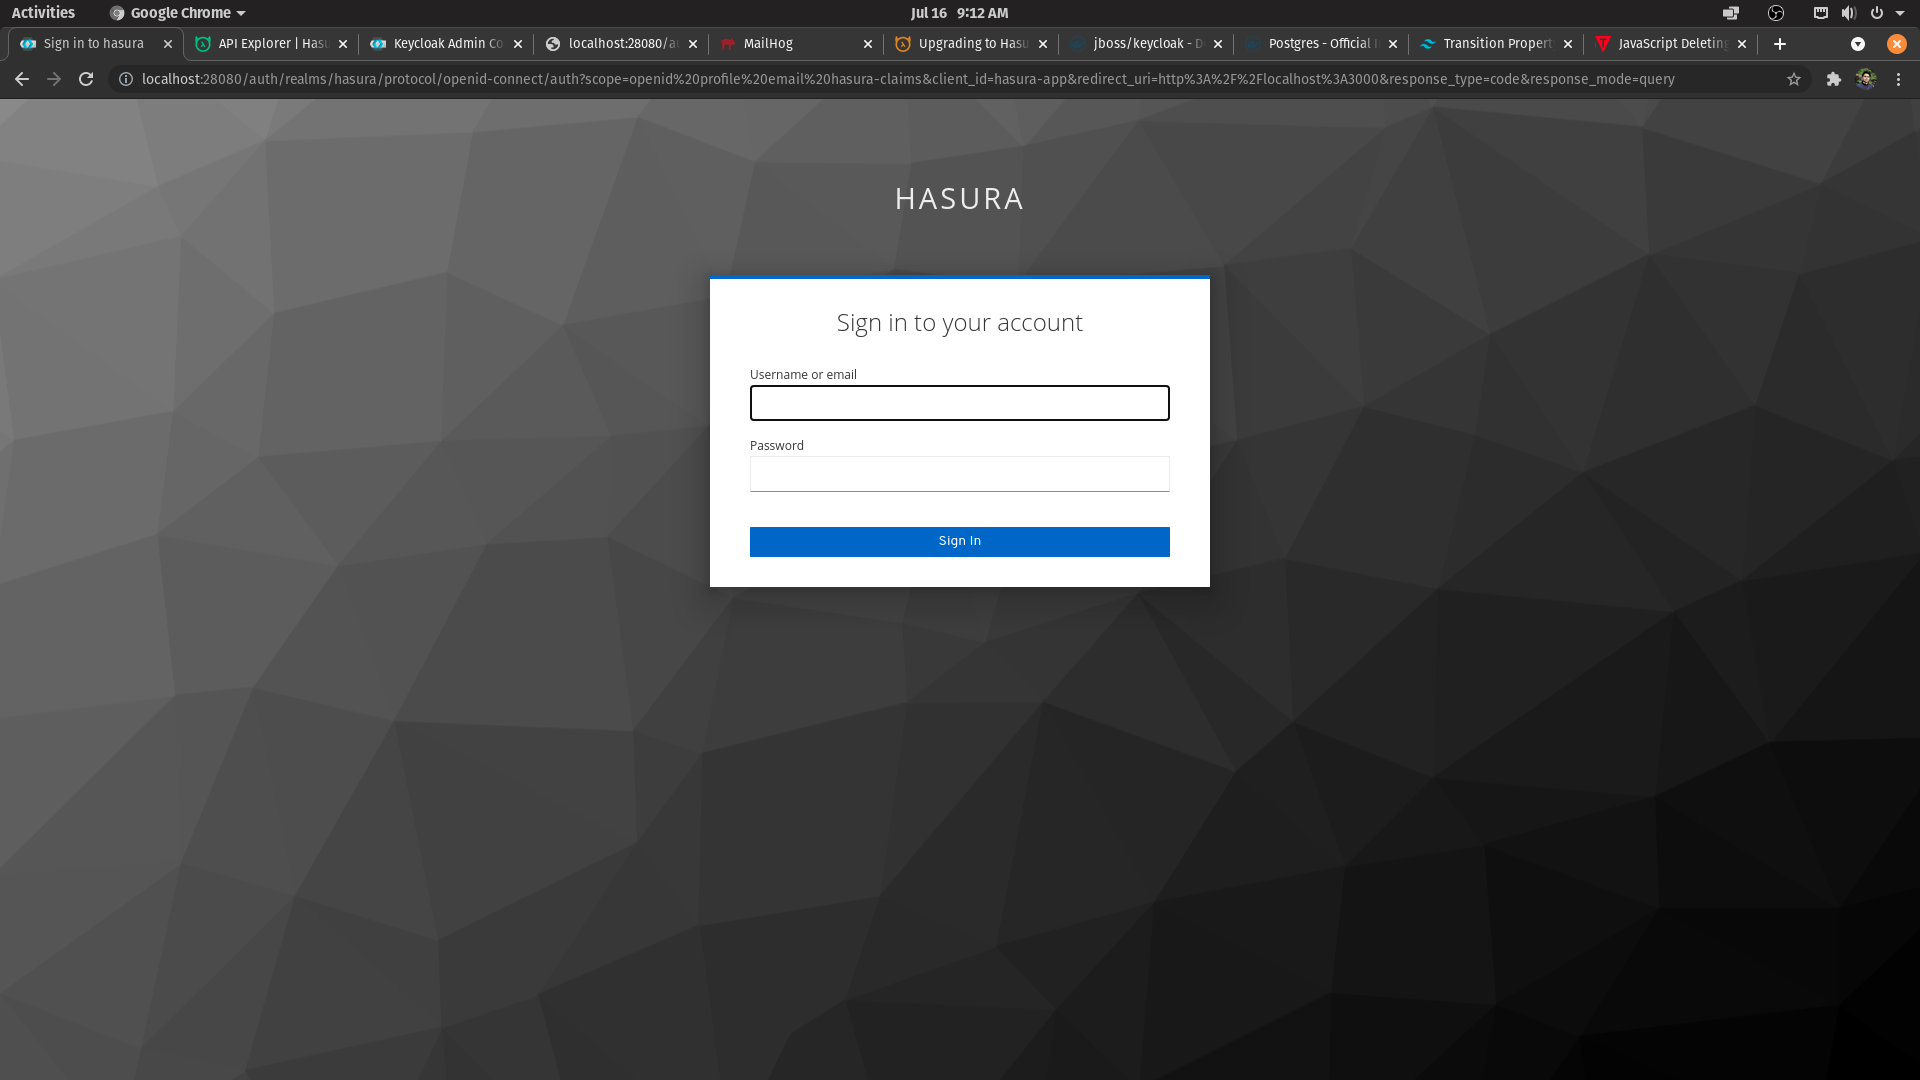 Activities
Google Chrome
Jul 16 9:12 AM
Sign in to hasura
API Explorer | Hasu
Keycloak Admin Co
localhost:28080/a
MailHog
Upgrading to Hasu
jboss/keycloak - D
Postgres - Official
Transition Propert
JavaScript Deleting
localhost:28080/auth/realms/hasura/protocol/openid-connect/auth?scope=openid%20profile%20email%20hasura-claims&client_id=hasura-app&redirect_uri=http%3A%2F%2Flocalhost%3A3000&response_type=code&response_mode=query
HASURA
Sign in to your account
Username or email
Password
Sign In